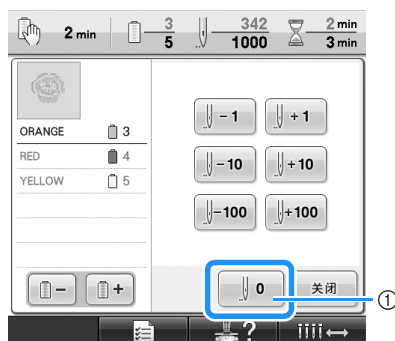 2 min 3 342 2 min
5 1000 3 min
- 1 + 1
ORANGE 3
RED 4 - 10 + 10
YELLOW 5
- 100 + 100
- + 0 关闭 ①
?